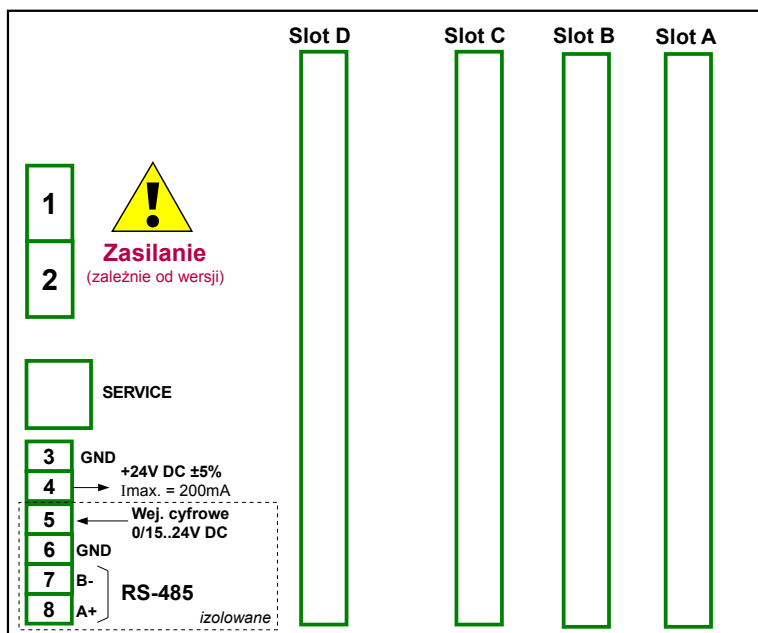 Slot D
Slot C
Slot B
Slot A
1
!
Zasilanie
2
(zależnie od wersji)
SERVICE
3 GND
+24V DC ±5%
4
Imax. = 200mA
5
Wej. cyfrowe
0/15..24V DC
6 GND
7 B-
RS-485
8 A+
izolowane